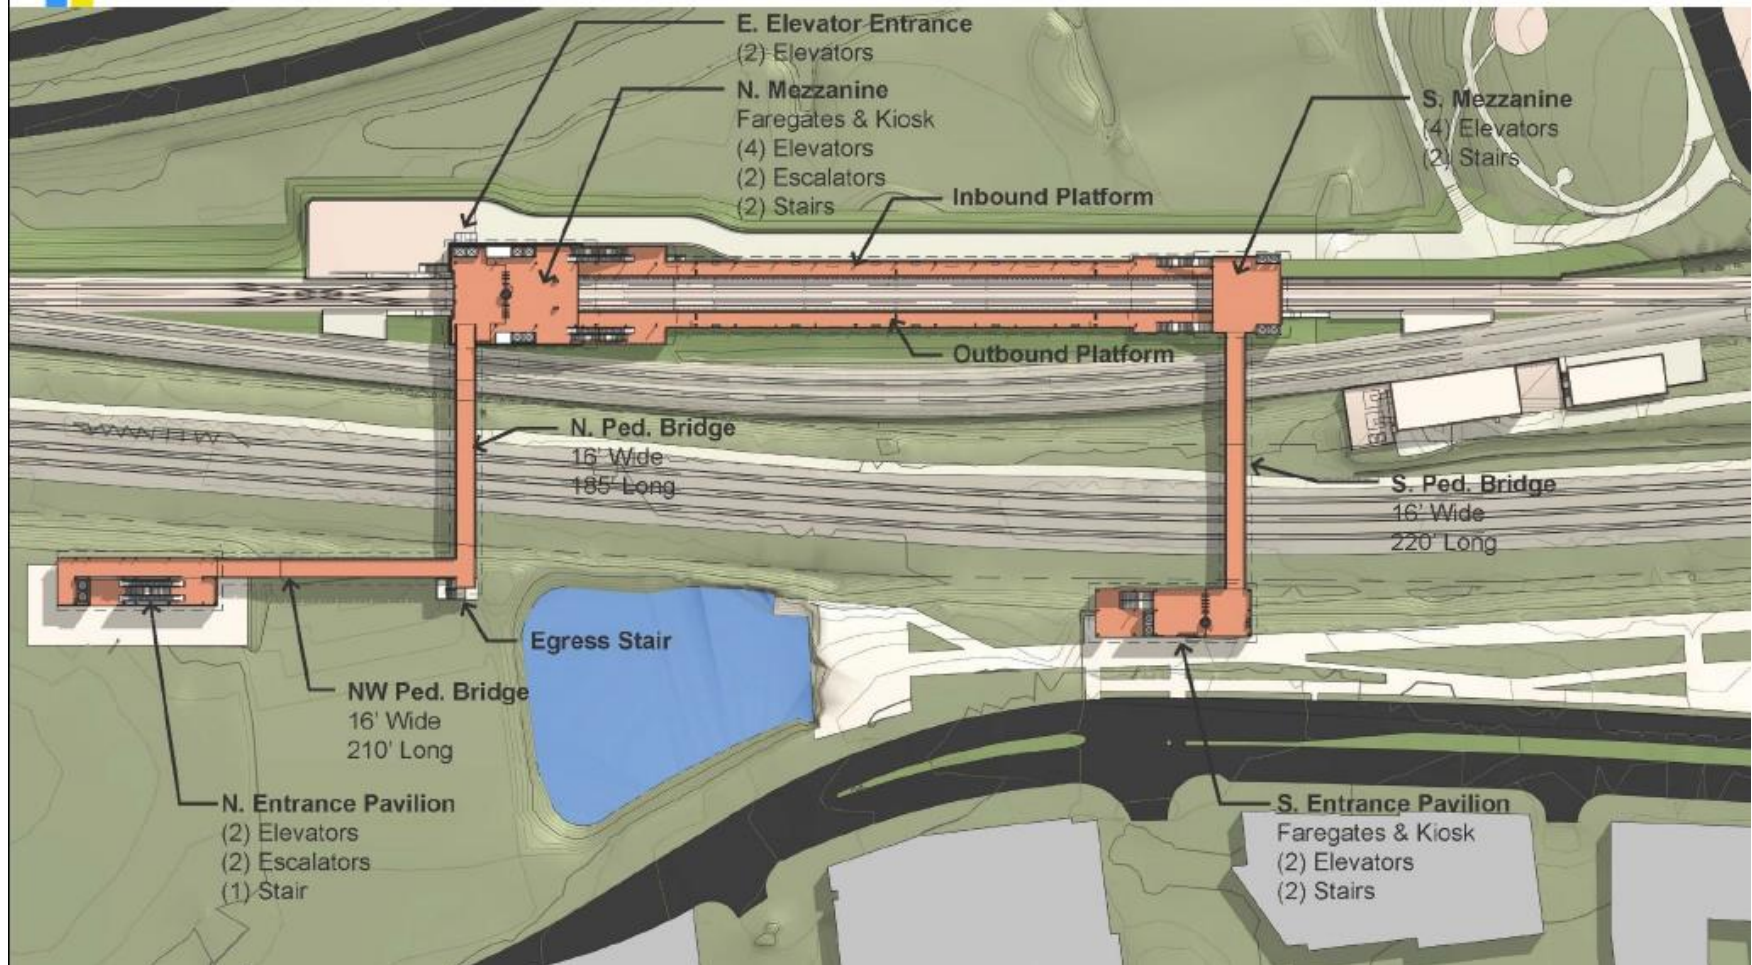 E. Elevator Entrance
(2) Elevators
N. Mezzanine
Faregates & Kiosk
(4) Elevators
(2) Escalators
(2) Stairs
S. Mezzanine
(4) Elevators
(2) Stairs
Inbound Platform
Outbound Platform
N. Ped. Bridge
16' Wide
185' Long
S. Ped. Bridge
16' Wide
220' Long
Egress Stair
NW Ped. Bridge
16' Wide
210' Long
N. Entrance Pavilion
(2) Elevators
(2) Escalators
(1) Stair
S. Entrance Pavilion
Faregates & Kiosk
(2) Elevators
(2) Stairs